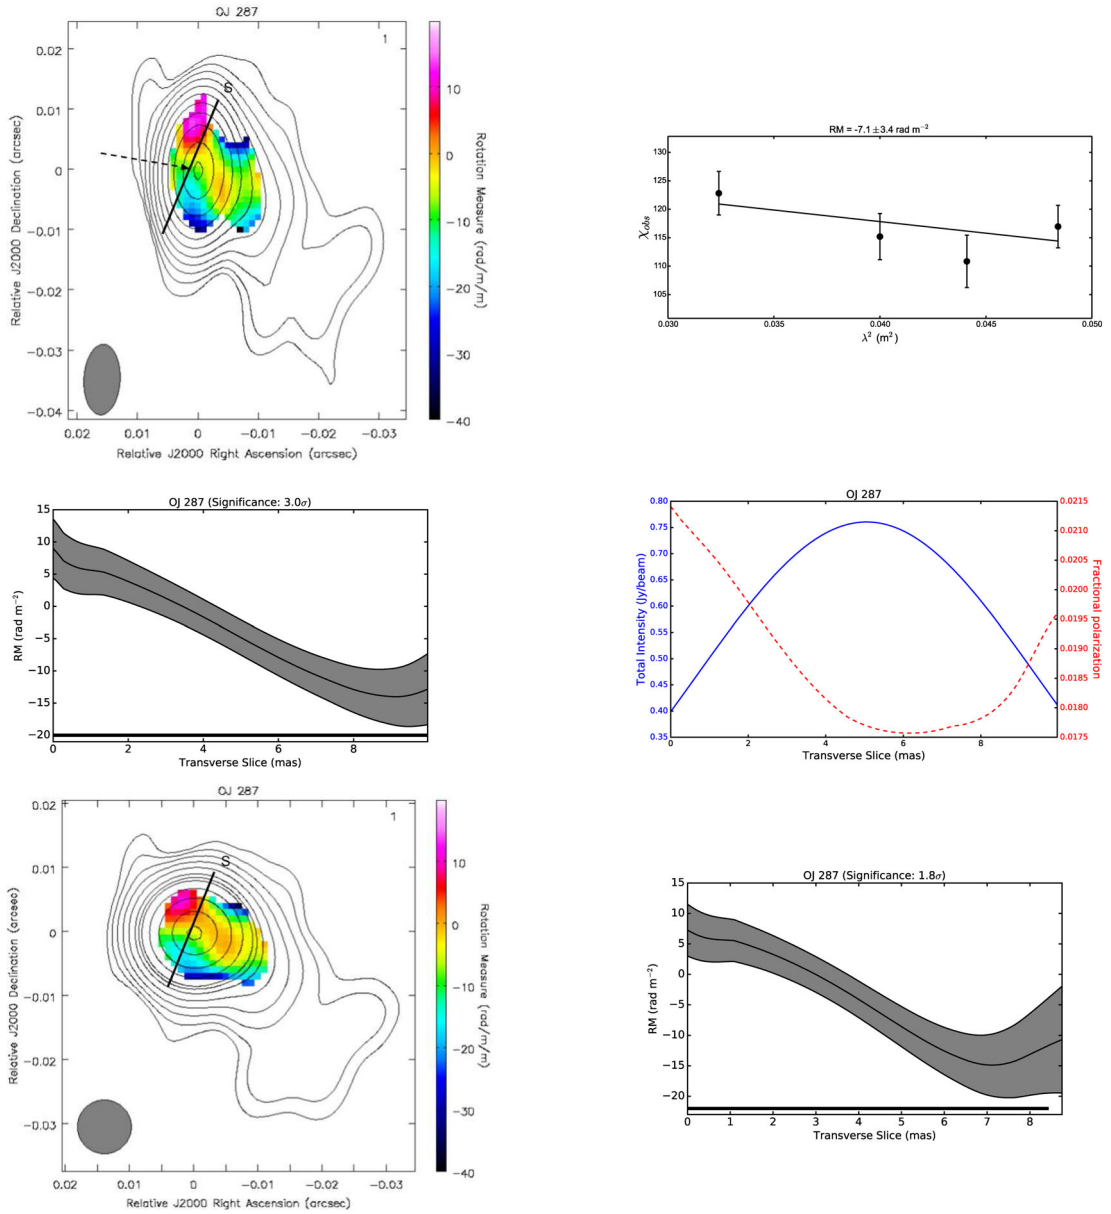 OJ 287
1
S
0.02
0.01
0
−0.01
−0.02
−0.03
−0.04
Relative J2000 Declination (arcsec)
0.02 0.01 0 −0.01 −0.02 −0.03
Relative J2000 Right Ascension (arcsec)
10
0
−10
−20
−30
−40
Rotation Measure (rad/m/m)
RM = -7.1 ±3.4 rad m⁻²
130
125
120
115
110
105
χobs
0.030 0.035 0.040 0.045 0.050
λ² (m²)
OJ 287 (Significance: 3.0σ)
15
10
5
0
−5
−10
−15
−20
RM (rad m⁻²)
0 2 4 6 8
Transverse Slice (mas)
OJ 287
0.80
0.75
0.70
0.65
0.60
0.55
0.50
0.45
0.40
0.35
Total Intensity (Jy/beam)
0.0215
0.0210
0.0205
0.0200
0.0195
0.0190
0.0185
0.0180
0.0175
Fractional polarization
0 2 4 6 8
Transverse Slice (mas)
OJ 287
1
S
0.02
0.01
0
−0.01
−0.02
−0.03
Relative J2000 Declination (arcsec)
0.02 0.01 0 −0.01 −0.02 −0.03
Relative J2000 Right Ascension (arcsec)
10
0
−10
−20
−30
−40
Rotation Measure (rad/m/m)
OJ 287 (Significance: 1.8σ)
15
10
5
0
−5
−10
−15
−20
RM (rad m⁻²)
0 1 2 3 4 5 6 7 8
Transverse Slice (mas)